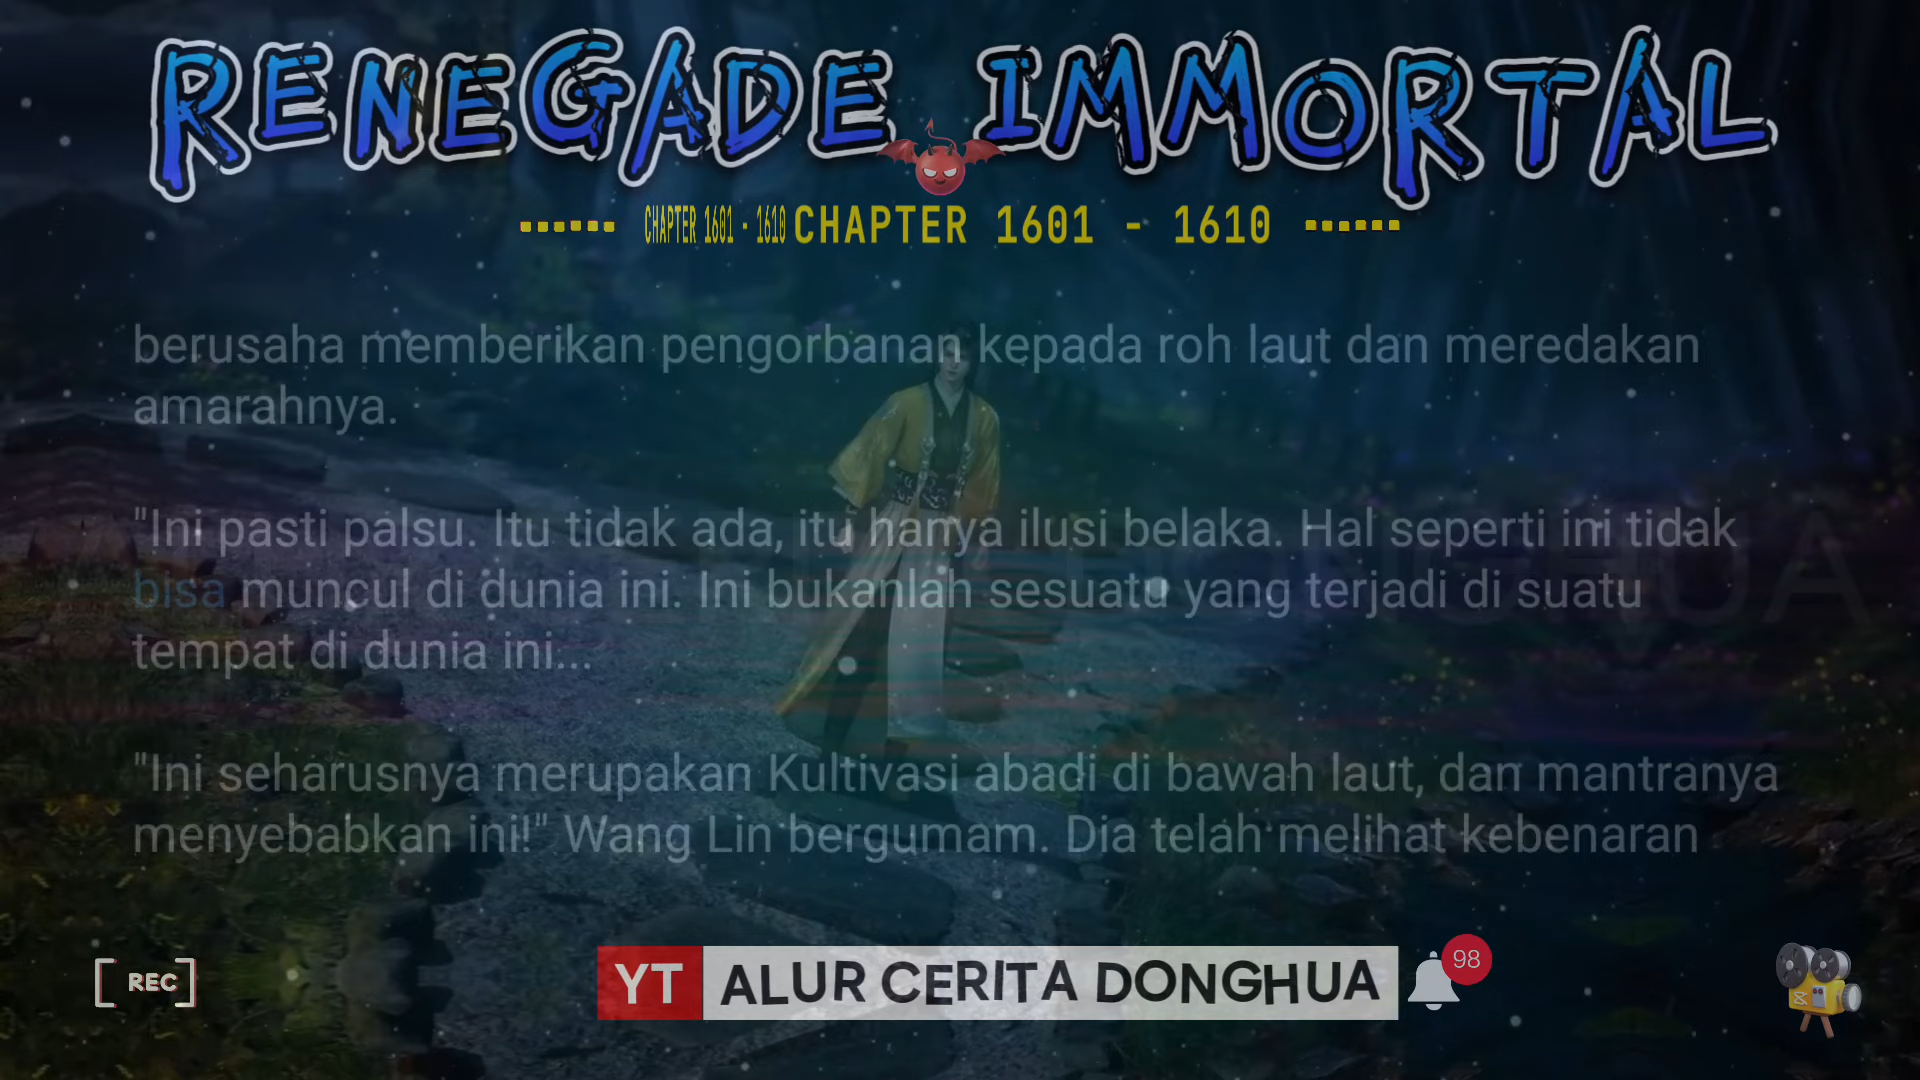 RENEGADE IMMORTAL
CHAPTER 1601 - 1610 CHAPTER 1601 - 1610
berusaha memberikan pengorbanan kepada roh laut dan meredakan
amarahnya.
"Ini pasti palsu. Itu tidak ada, itu hanya ilusi belaka. Hal seperti ini tidak
bisa muncul di dunia ini. Ini bukanlah sesuatu yang terjadi di suatu
tempat di dunia ini...
"Ini seharusnya merupakan Kultivasi abadi di bawah laut, dan mantranya
menyebabkan ini!" Wang Lin bergumam. Dia telah melihat kebenaran
[ REC ]
YT ALUR CERITA DONGHUA
98